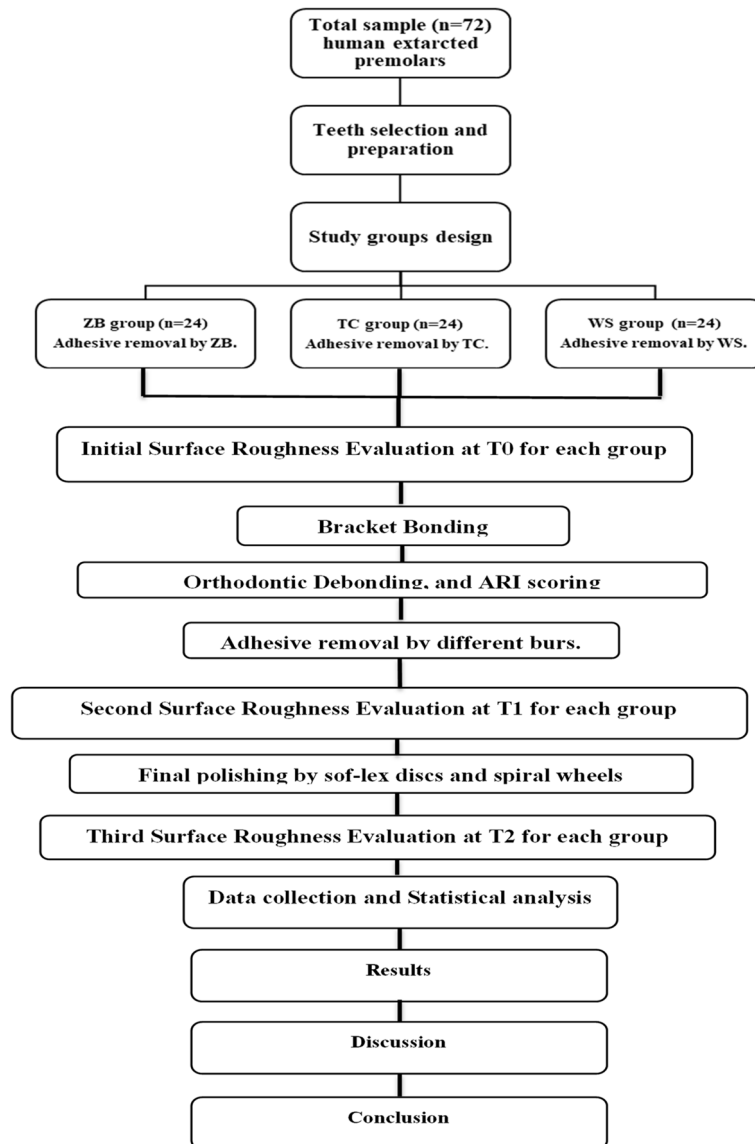 Total sample (n=72)
human extarcted
premolars
Teeth selection and
preparation
Study groups design
ZB group (n=24)
Adhesive removal by ZB.
TC group (n=24)
Adhesive removal by TC.
WS group (n=24)
Adhesive removal by WS.
Initial Surface Roughness Evaluation at T0 for each group
Bracket Bonding
Orthodontic Debonding, and ARI scoring
Adhesive removal by different burs.
Second Surface Roughness Evaluation at T1 for each group
Final polishing by sof-lex discs and spiral wheels
Third Surface Roughness Evaluation at T2 for each group
Data collection and Statistical analysis
Results
Discussion
Conclusion